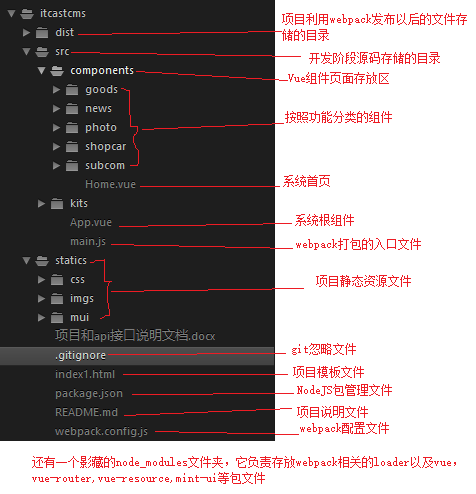 itcastcms
dist
项目利用webpack发布以后的文件存
储的目录
src
开发阶段源码存储的目录
components
Vue组件页面存放区
goods
news
photo
按照功能分类的组件
shopcar
subcom
Home.vue
系统首页
kits
App.vue
系统根组件
main.js
webpack打包的入口文件
statics
css
项目静态资源文件
imgs
mui
项目和api接口说明文档.docx
.gitignore
git忽略文件
index1.html
项目模板文件
package.json
NodeJS包管理文件
README.md
项目说明文件
webpack.config.js
webpack配置文件
还有一个影藏的node_modules文件夹，它负责存放webpack相关的loader以及vue，
vue-router,vue-resource,mint-ui等包文件